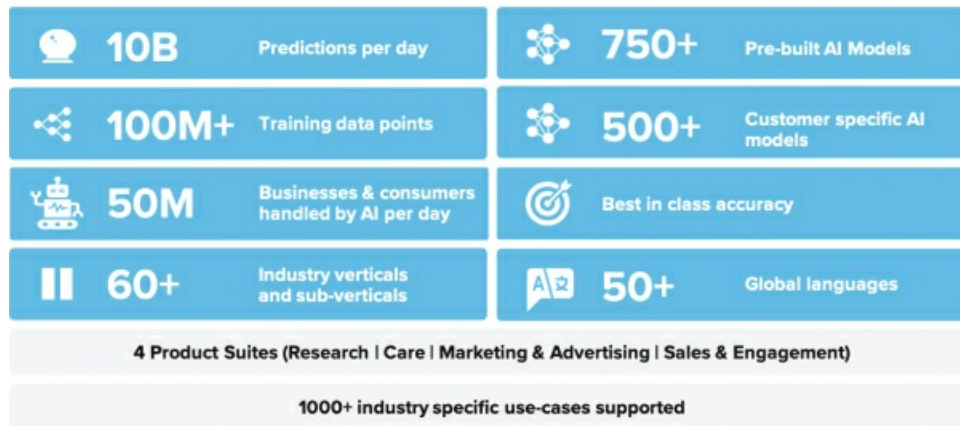 10B Predictions per day
750+ Pre-built AI Models
100M+ Training data points
500+ Customer specific AI
models
50M Businesses & consumers
handled by AI per day
Best in class accuracy
60+ Industry verticals
and sub-verticals
A 文 50+ Global languages
4 Product Suites (Research | Care | Marketing & Advertising | Sales & Engagement)
1000+ industry specific use-cases supported